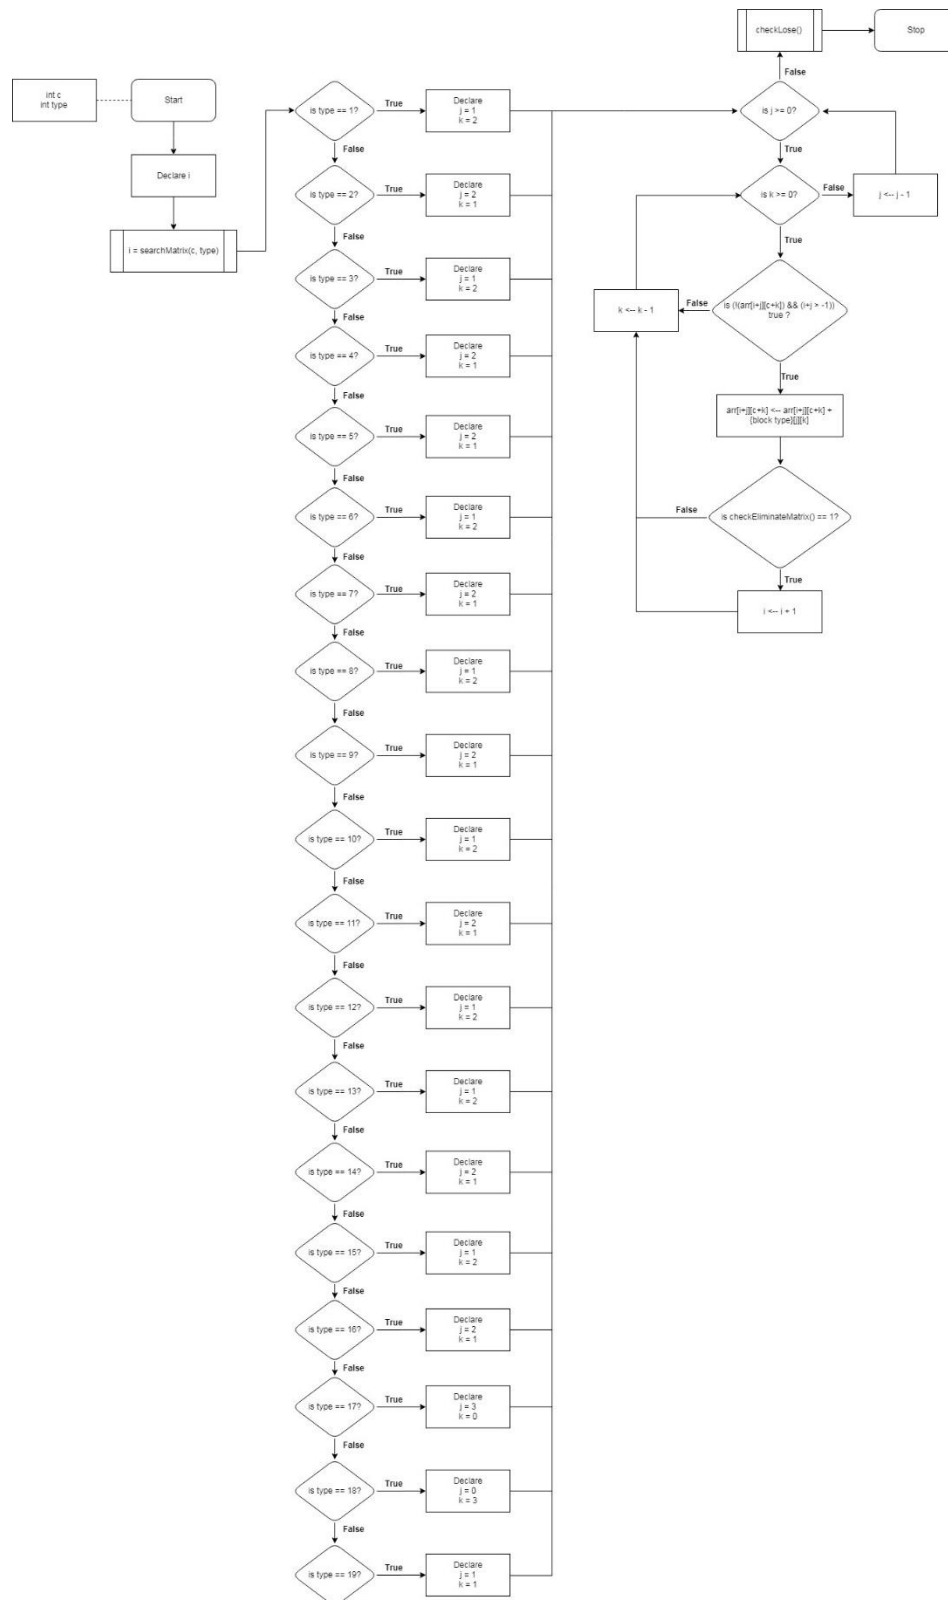 int c
int type
Start
Declare i
i = searchMatrix(c, type)
is type == 1?
True
Declare
j = 1
k = 2
False
is type == 2?
True
Declare
j = 2
k = 1
False
is type == 3?
True
Declare
j = 1
k = 2
False
is type == 4?
True
Declare
j = 2
k = 1
False
is type == 5?
True
Declare
j = 2
k = 1
False
is type == 6?
True
Declare
j = 1
k = 2
False
is type == 7?
True
Declare
j = 2
k = 1
False
is type == 8?
True
Declare
j = 1
k = 2
False
is type == 9?
True
Declare
j = 2
k = 1
False
is type == 10?
True
Declare
j = 1
k = 2
False
is type == 11?
True
Declare
j = 2
k = 1
False
is type == 12?
True
Declare
j = 1
k = 2
False
is type == 13?
True
Declare
j = 1
k = 2
False
is type == 14?
True
Declare
j = 2
k = 1
False
is type == 15?
True
Declare
j = 1
k = 2
False
is type == 16?
True
Declare
j = 2
k = 1
False
is type == 17?
True
Declare
j = 3
k = 0
False
is type == 18?
True
Declare
j = 0
k = 3
False
is type == 19?
True
Declare
j = 1
k = 1
checkLose()
Stop
False
is j >= 0?
True
is k >= 0?
False
j <-- j - 1
True
is (!(arr[i+j][c+k]) && (i+j > -1))
true ?
False
k <-- k - 1
True
arr[i+j][c+k] <-- arr[i+j][c+k] +
{block type}[j][k]
is checkEliminateMatrix() == 1?
False
True
i <-- i + 1